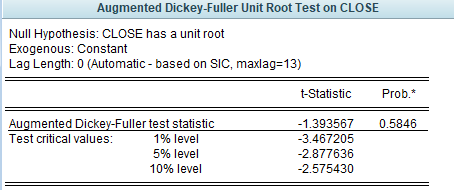 Augmented Dickey-Fuller Unit Root Test on CLOSE
Null Hypothesis: CLOSE has a unit root
Exogenous: Constant
Lag Length: 0 (Automatic - based on SIC, maxlag=13)
t-Statistic Prob.*
Augmented Dickey-Fuller test statistic -1.393567 0.5846
Test critical values: 1% level -3.467205
5% level -2.877636
10% level -2.575430